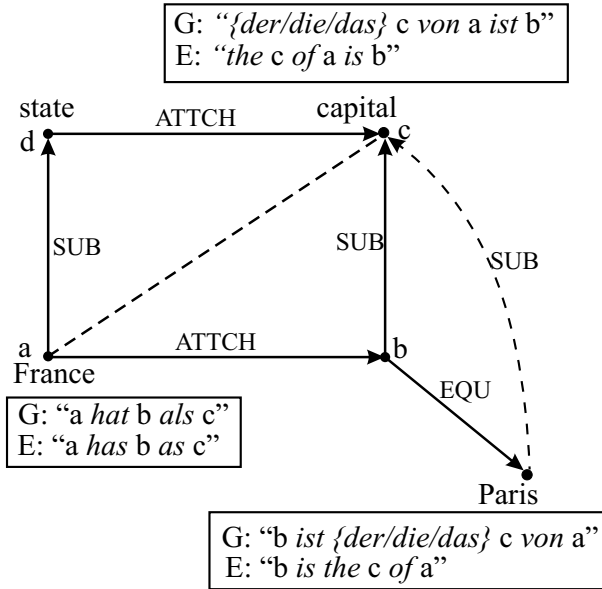 G: “{der/die/das} c von a ist b”
E: “the c of a is b”
state
capital
ATTCH
d
c
SUB
SUB
SUB
a
ATTCH
b
France
EQU
G: “a hat b als c”
E: “a has b as c”
Paris
G: “b ist {der/die/das} c von a”
E: “b is the c of a”